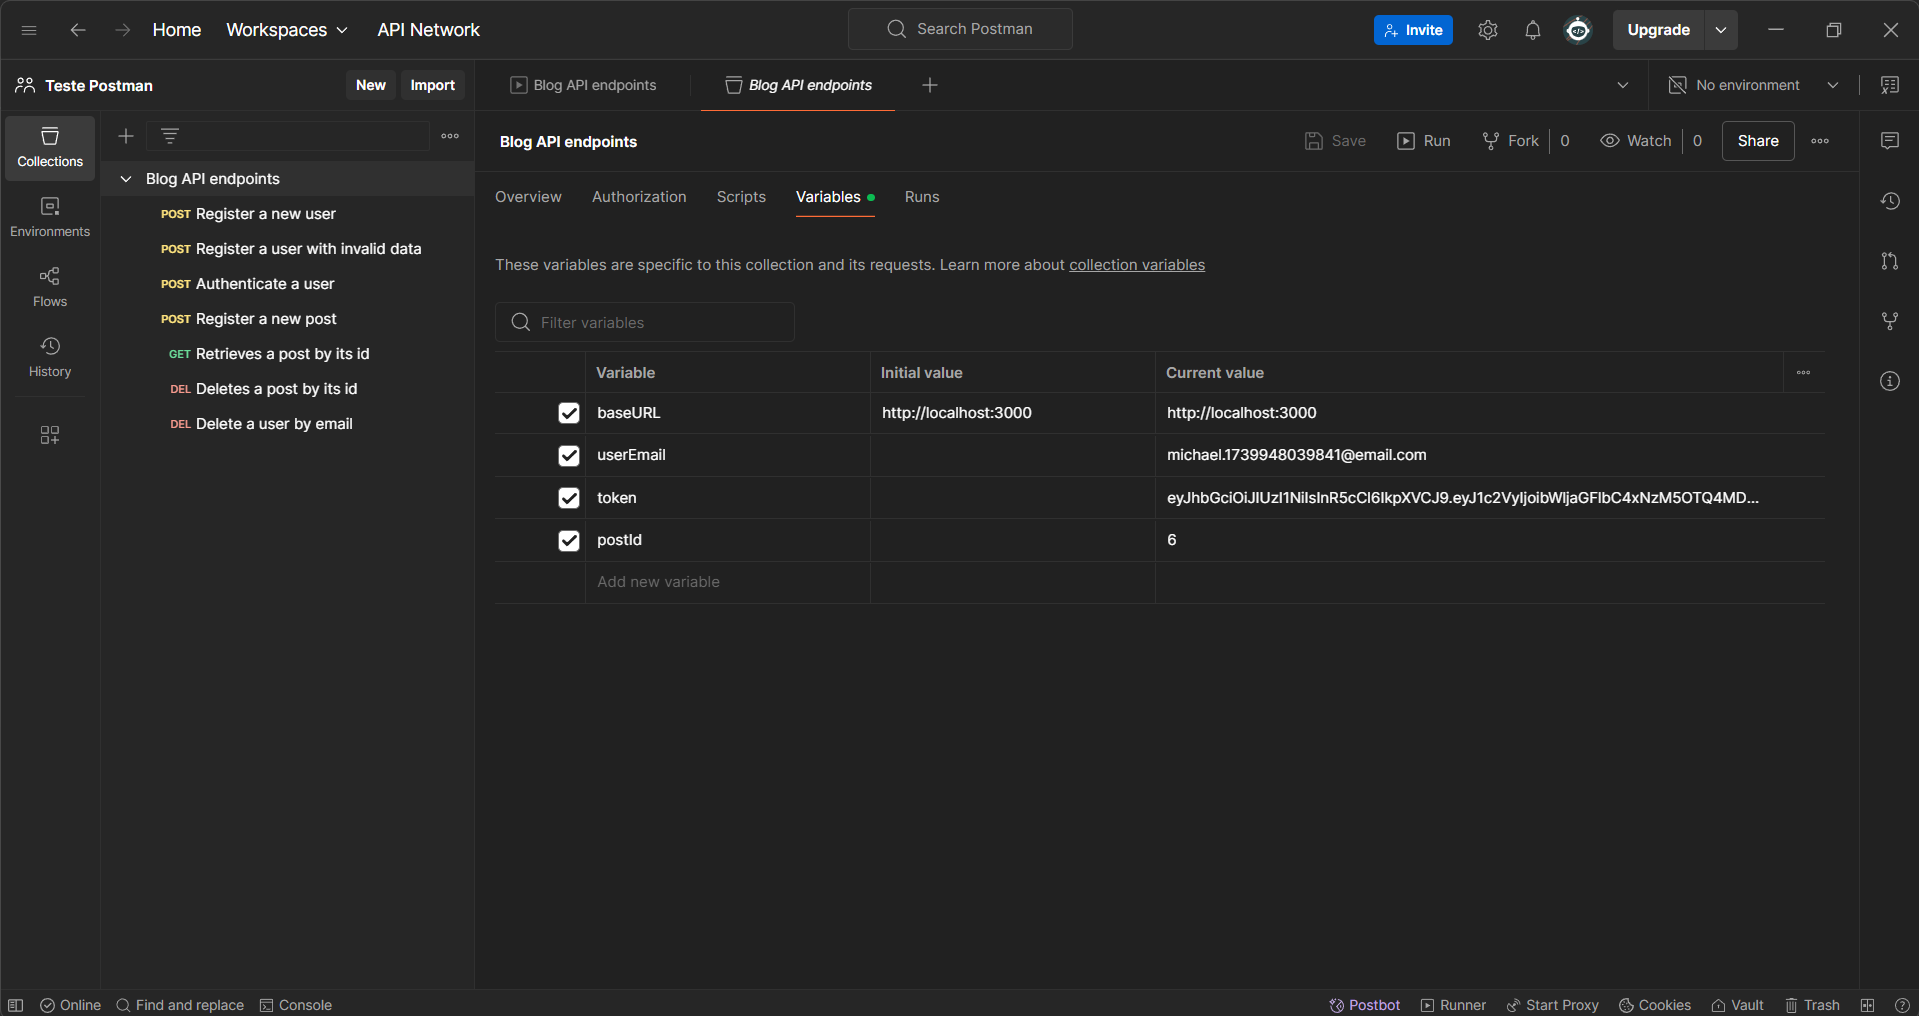 Home Workspaces API Network Search Postman Invite Upgrade
Teste Postman New Import Blog API endpoints Blog API endpoints No environment
Collections
Environments
Flows
History
Blog API endpoints
POST Register a new user
POST Register a user with invalid data
POST Authenticate a user
POST Register a new post
GET Retrieves a post by its id
DEL Deletes a post by its id
DEL Delete a user by email
Blog API endpoints Save Run Fork 0 Watch 0 Share
Overview Authorization Scripts Variables Runs
These variables are specific to this collection and its requests. Learn more about collection variables
Filter variables
Variable Initial value Current value
baseURL http://localhost:3000 http://localhost:3000
userEmail michael.1739948039841@email.com
token eyJhbGciOiJIUzI1NiIsInR5cCI6IkpXVCJ9.eyJ1c2VyIjoibWljaGFlbC4xNzM5OTQ4MD...
postId 6
Add new variable
Online Find and replace Console Postbot Runner Start Proxy Cookies Vault Trash